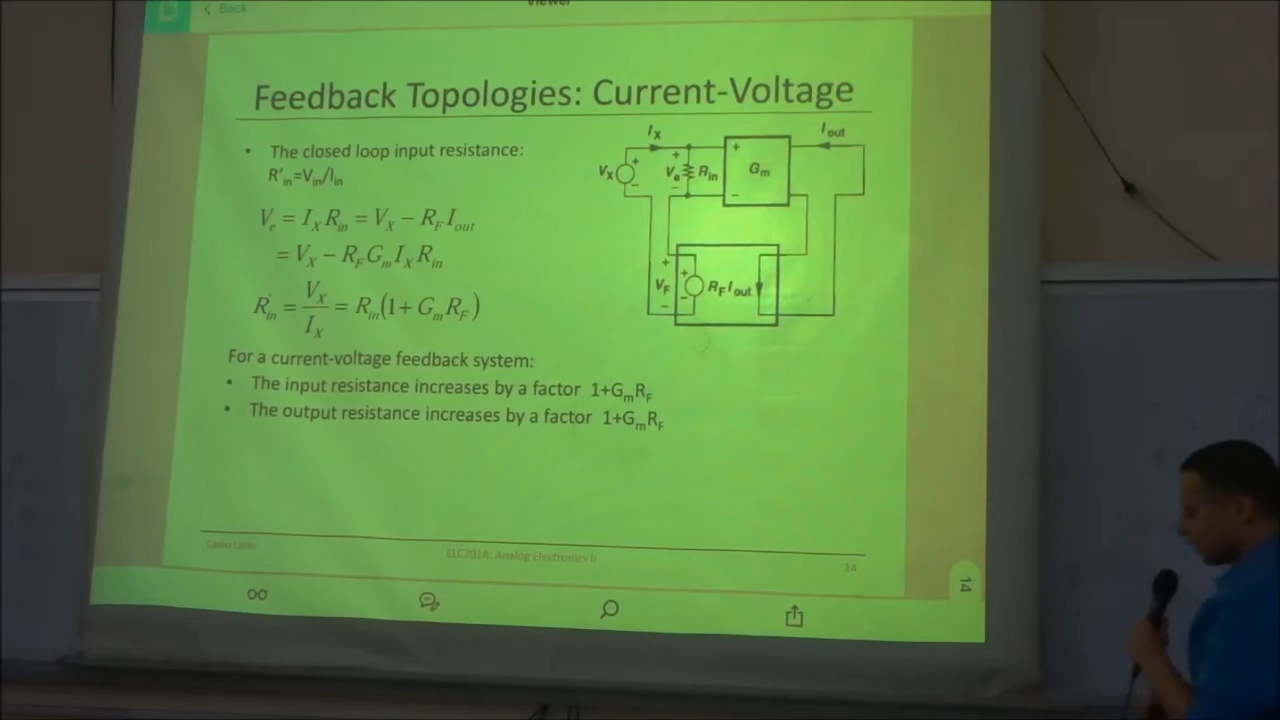 < Back
Viewer
Feedback Topologies: Current-Voltage
• The closed loop input resistance:
R'in=Vin/Iin
Ve = IX Rin = VX − RF Iout
= VX − RF Gm IX Rin
R'in = VX / IX = Rin(1 + Gm RF)
IX
Iout
VX
+
−
+
Ve
−
Rin
+
−
Gm
+
VF
−
+
−
RF Iout
For a current-voltage feedback system:
• The input resistance increases by a factor 1+GmRF
• The output resistance increases by a factor 1+GmRF
ELC201A: Analog Electronics II
14
14